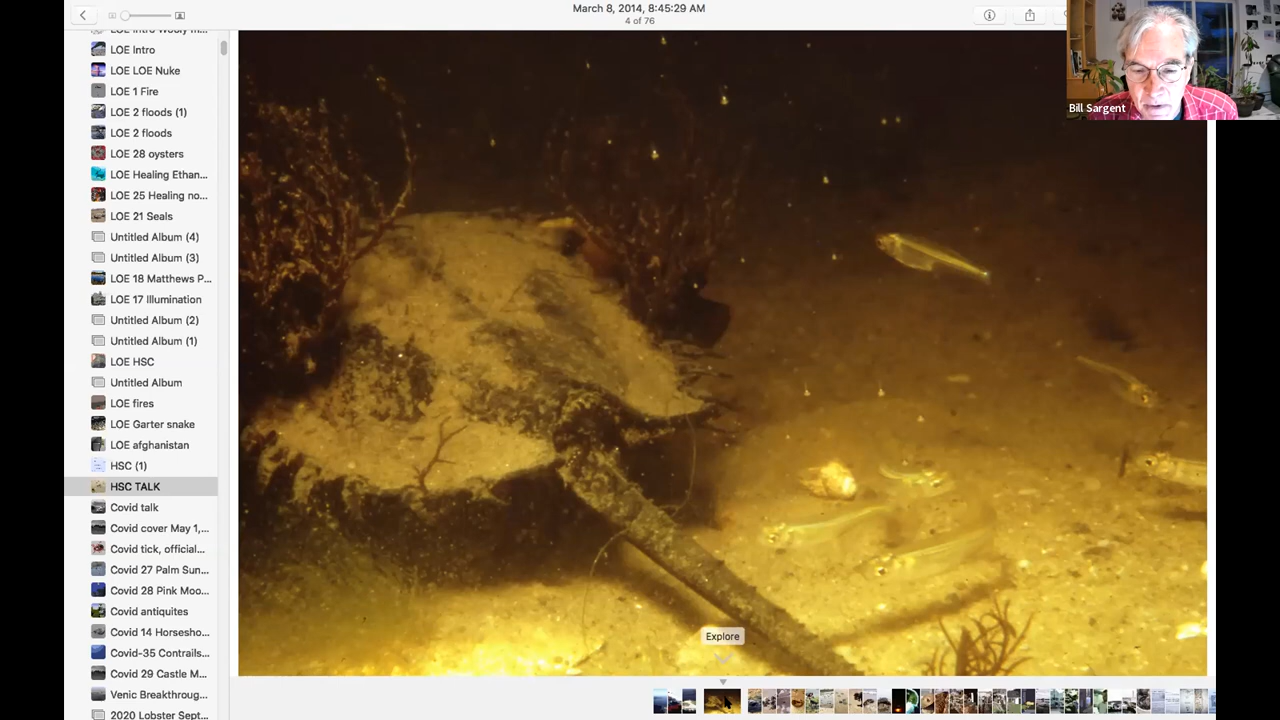 March 8, 2014, 8:45:29 AM
4 of 76
LOE Intro
LOE LOE Nuke
LOE 1 Fire
LOE 2 floods (1)
LOE 2 floods
LOE 28 oysters
LOE Healing Ethan...
LOE 25 Healing no...
LOE 21 Seals
Untitled Album (4)
Untitled Album (3)
LOE 18 Matthews P...
LOE 17 Illumination
Untitled Album (2)
Untitled Album (1)
LOE HSC
Untitled Album
LOE fires
LOE Garter snake
LOE afghanistan
HSC (1)
HSC TALK
Covid talk
Covid cover May 1,...
Covid tick, official...
Covid 27 Palm Sun...
Covid 28 Pink Moo...
Covid antiquites
Covid 14 Horsesho...
Covid-35 Contrails...
Covid 29 Castle M...
Venic Breakthroug...
2020 Lobster Sept...
Bill Sargent
Explore